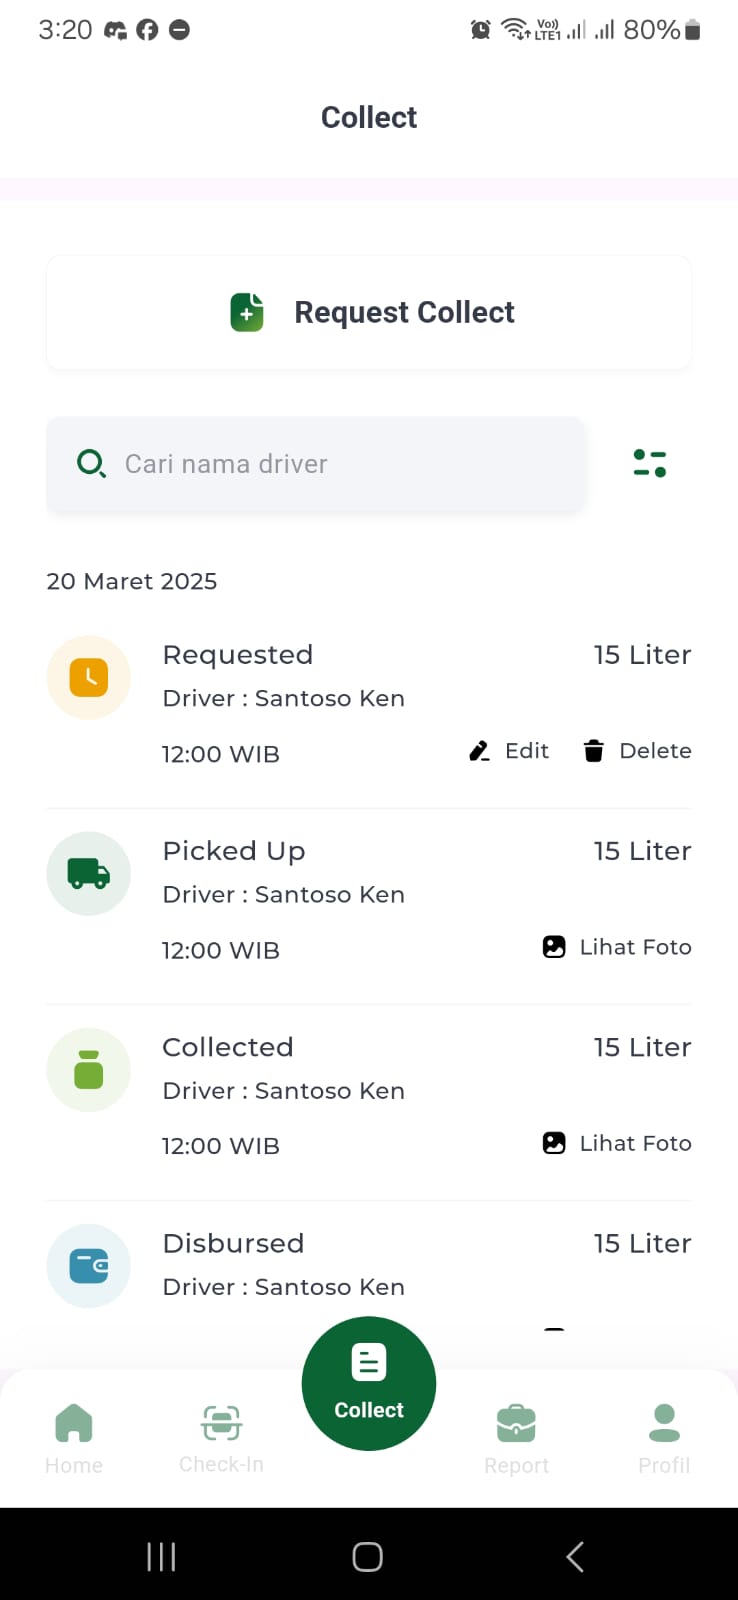 3:20 Vo)) LTE1 80%
Collect
Request Collect
Cari nama driver
20 Maret 2025
Requested 15 Liter
Driver : Santoso Ken
12:00 WIB Edit Delete
Picked Up 15 Liter
Driver : Santoso Ken
12:00 WIB Lihat Foto
Collected 15 Liter
Driver : Santoso Ken
12:00 WIB Lihat Foto
Disbursed 15 Liter
Driver : Santoso Ken
Home Check-In Collect Report Profil